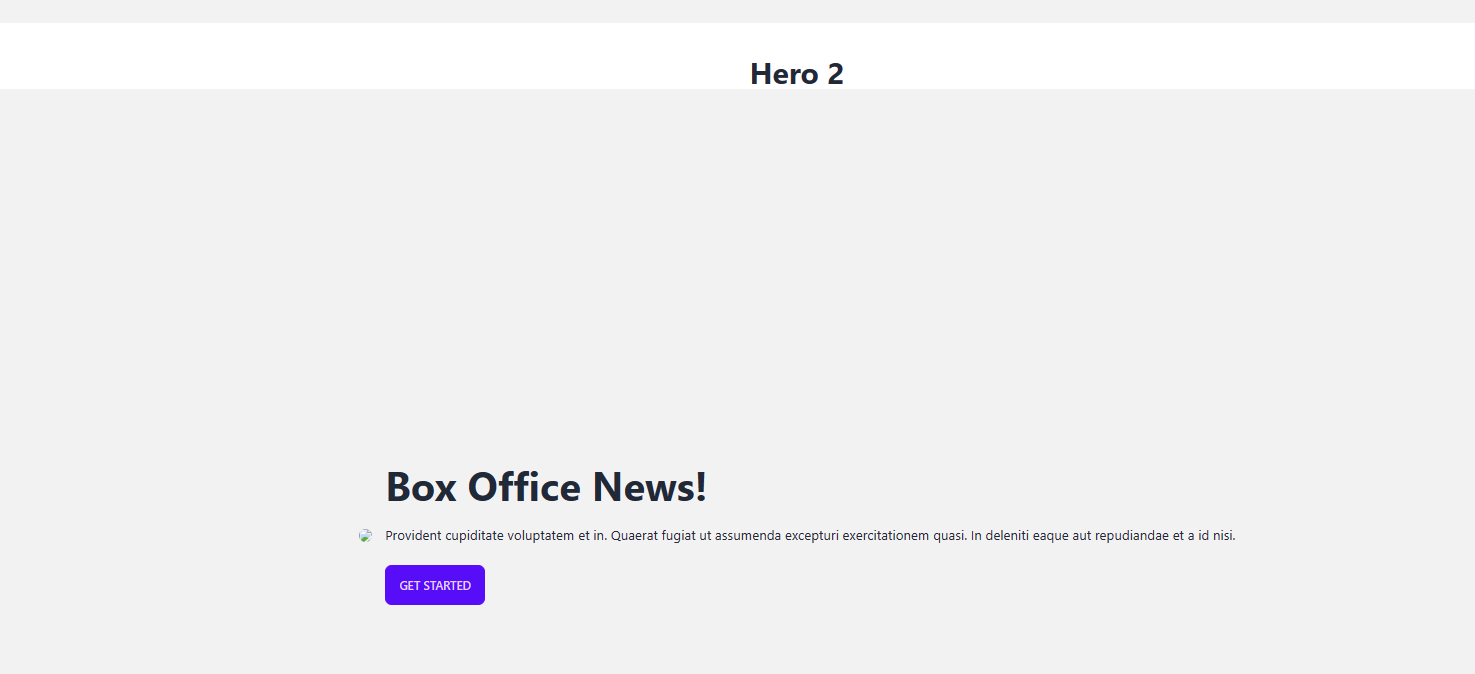 Hero 2
Box Office News!
Provident cupiditate voluptatem et in. Quaerat fugiat ut assumenda excepturi exercitationem quasi. In deleniti eaque aut repudiandae et a id nisi.
GET STARTED